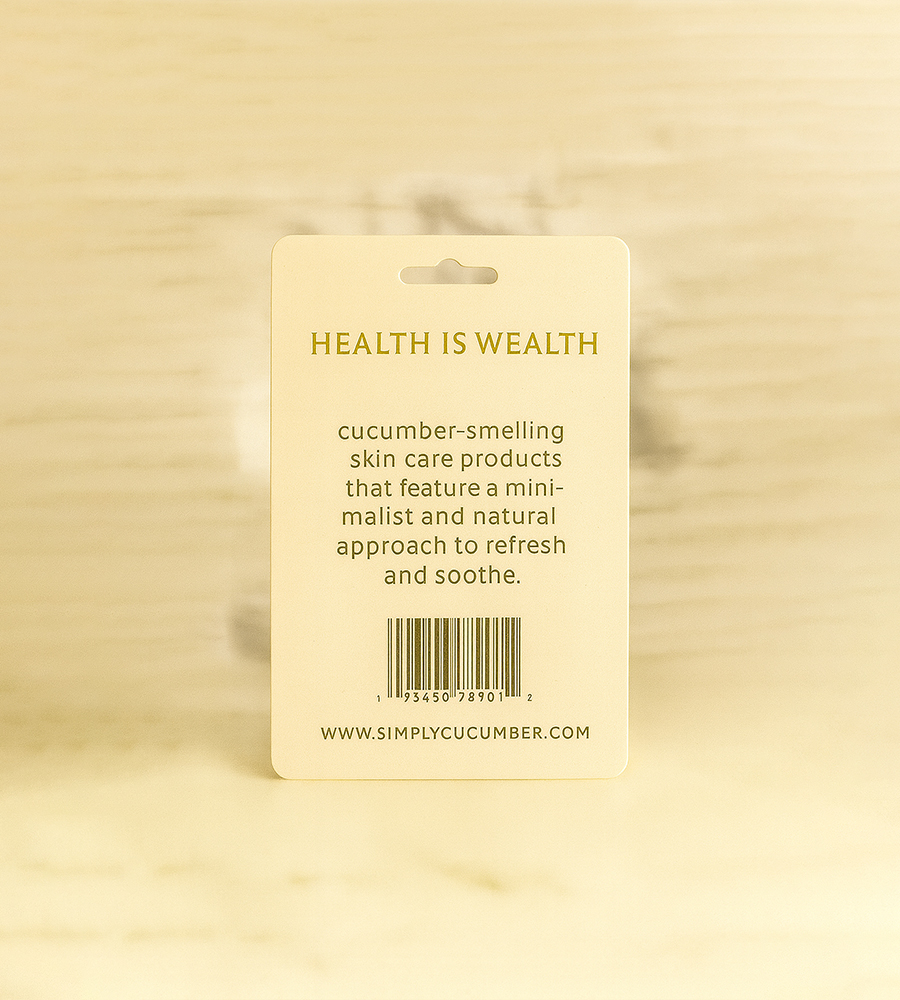 HEALTH IS WEALTH
cucumber-smelling
skin care products
that feature a mini-
malist and natural
approach to refresh
and soothe.
1 93450 78901 2
WWW.SIMPLYCUCUMBER.COM